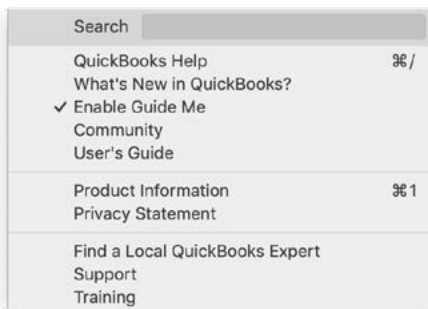 Search
QuickBooks Help ⌘/
What's New in QuickBooks?
✓ Enable Guide Me
Community
User's Guide
Product Information ⌘1
Privacy Statement
Find a Local QuickBooks Expert
Support
Training